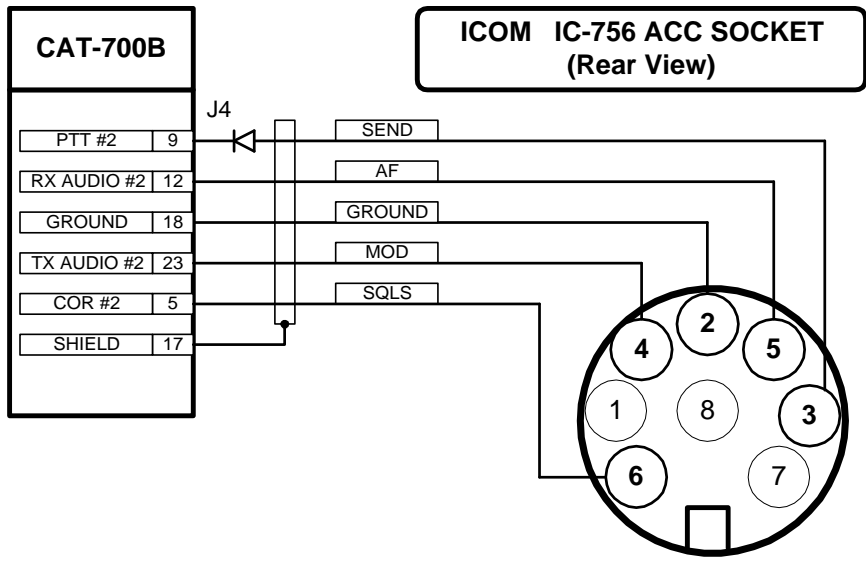 CAT-700B
ICOM IC-756 ACC SOCKET
(Rear View)
J4
PTT #2 9 SEND
RX AUDIO #2 12 AF
GROUND 18 GROUND
TX AUDIO #2 23 MOD
COR #2 5 SQLS
SHIELD 17
2
4 5
1 8 3
6 7